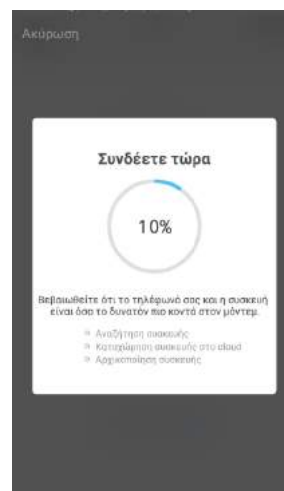 Ακύρωση
Συνδέετε τώρα
10%
Βεβαιωθείτε ότι το τηλέφωνό σας και η συσκευή
είναι όσο το δυνατόν πιο κοντά στον μόντεμ.
Αναζήτηση συσκευής
Καταχώρηση συσκευής στο cloud
Αρχικοποίηση συσκευής